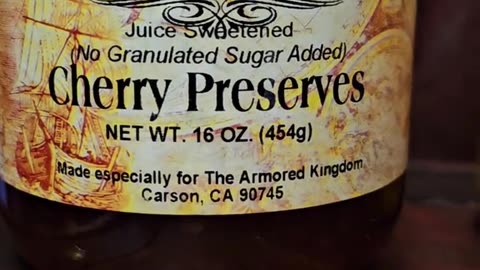 Juice Sweetened
(No Granulated Sugar Added)
Cherry Preserves
NET WT. 16 OZ. (454g)
Made especially for The Armored Kingdom
Carson, CA 90745